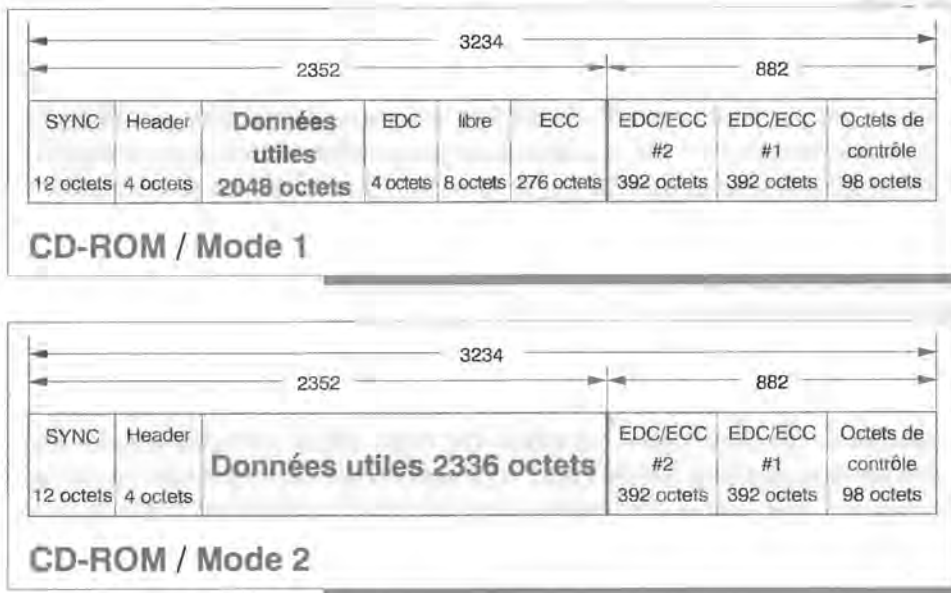 3234
2352 882
SYNC Header Données EDC libre ECC EDC/ECC EDC/ECC Octets de
utiles #2 #1 contrôle
12 octets 4 octets 2048 octets 4 octets 8 octets 276 octets 392 octets 392 octets 98 octets
CD-ROM / Mode 1
3234
2352 882
SYNC Header EDC/ECC EDC/ECC Octets de
Données utiles 2336 octets #2 #1 contrôle
12 octets 4 octets 392 octets 392 octets 98 octets
CD-ROM / Mode 2